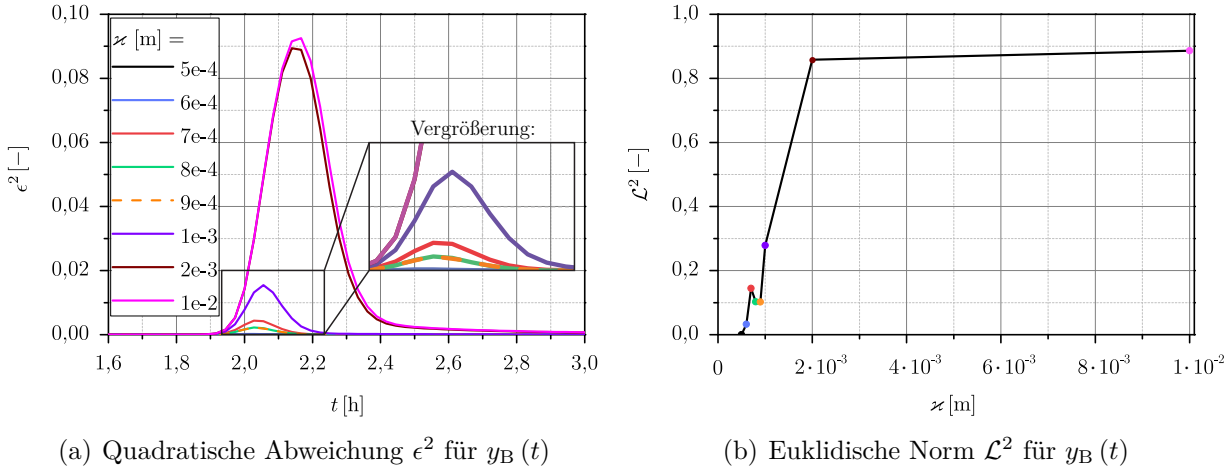 ϰ [m] =
5e-4
6e-4
7e-4
8e-4
9e-4
1e-3
2e-3
1e-2
Vergrößerung:
0,10
0,08
0,06
0,04
0,02
0,00
ϵ² [−]
1,6 1,8 2,0 2,2 2,4 2,6 2,8 3,0
t [h]
(a) Quadratische Abweichung ϵ² für y_B (t)
1,0
0,8
0,6
0,4
0,2
0,0
ℒ² [−]
0 2·10⁻³ 4·10⁻³ 6·10⁻³ 8·10⁻³ 1·10⁻²
ϰ [m]
(b) Euklidische Norm ℒ² für y_B (t)